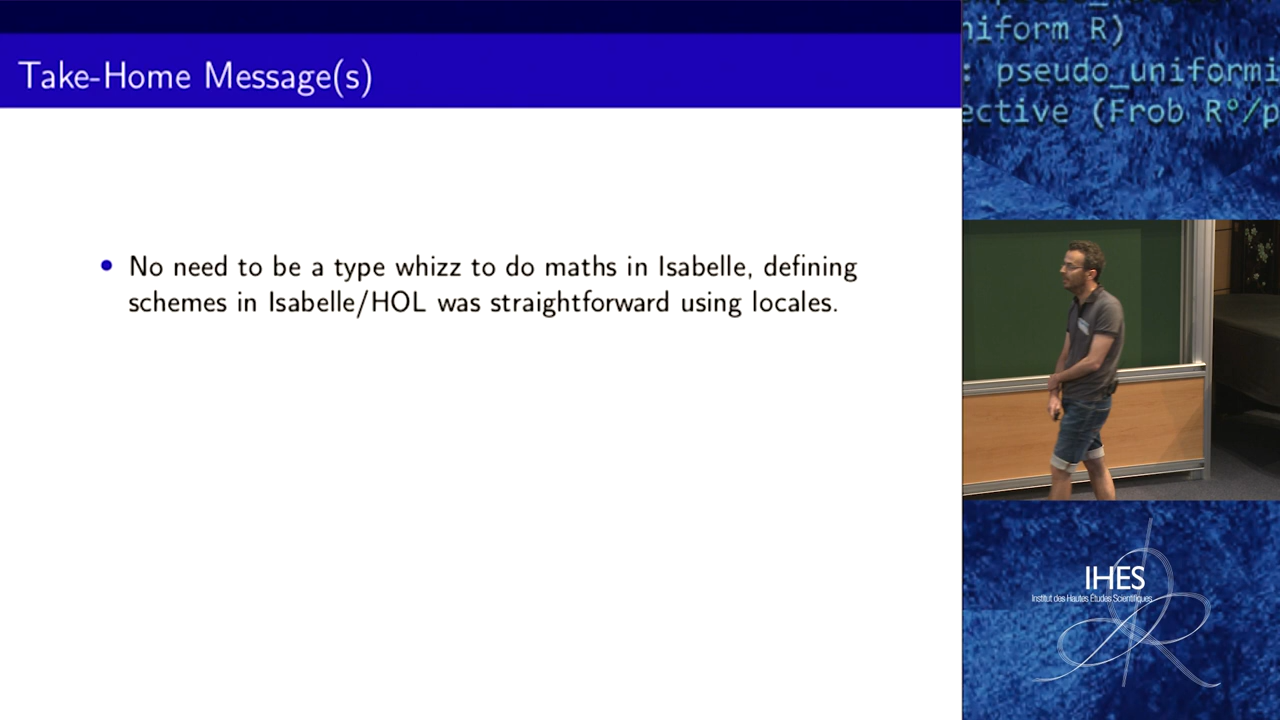 Take-Home Message(s)
No need to be a type whizz to do maths in Isabelle, defining
schemes in Isabelle/HOL was straightforward using locales.
niform R)
: pseudo_uniformi
ective (Frob R°/p
IHES
Institut des Hautes Études Scientifiques